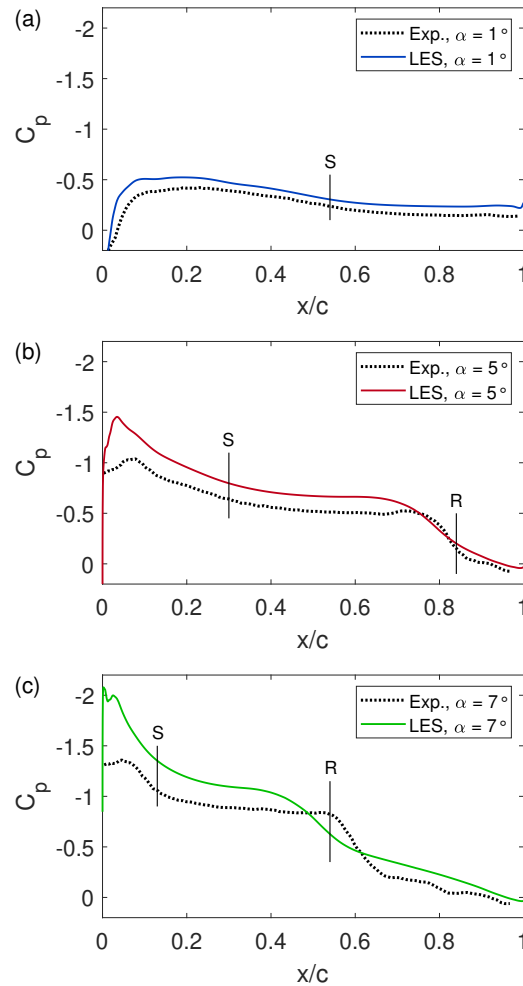 (a)
-2
-1.5
-1
-0.5
0
C_p
Exp., α = 1°
LES, α = 1°
S
0 0.2 0.4 0.6 0.8 1
x/c
(b)
-2
-1.5
-1
-0.5
0
C_p
Exp., α = 5°
LES, α = 5°
S
R
0 0.2 0.4 0.6 0.8 1
x/c
(c)
-2
-1.5
-1
-0.5
0
C_p
Exp., α = 7°
LES, α = 7°
S
R
0 0.2 0.4 0.6 0.8 1
x/c